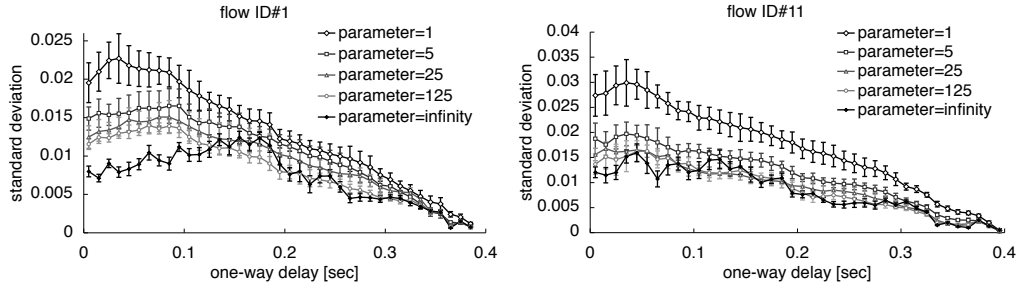 flow ID#1
standard deviation
0.025
0.02
0.015
0.01
0.005
0
parameter=1
parameter=5
parameter=25
parameter=125
parameter=infinity
0
0.1
0.2
0.3
0.4
one-way delay [sec]
flow ID#11
standard deviation
0.04
0.035
0.03
0.025
0.02
0.015
0.01
0.005
0
parameter=1
parameter=5
parameter=25
parameter=125
parameter=infinity
0
0.1
0.2
0.3
0.4
one-way delay [sec]